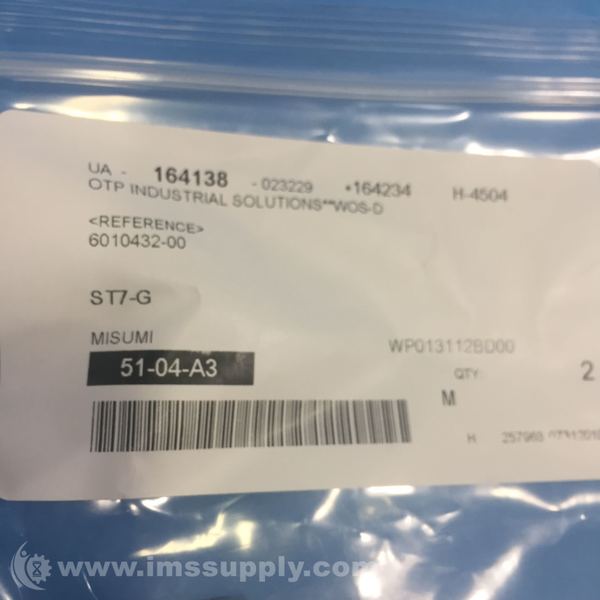 UA - 164138 - 023229 +164234 H-4504
OTP INDUSTRIAL SOLUTIONS**WOS-D
<REFERENCE>
6010432-00
ST7-G
MISUMI
WP013112BD00
51-04-A3
QTY: 2
M
H 257968
www.imssupply.com